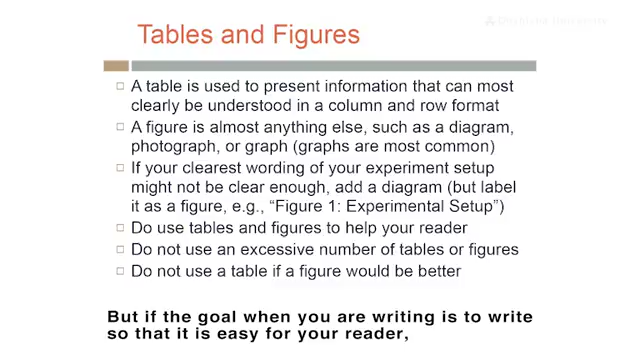 Tables and Figures
A table is used to present information that can most
clearly be understood in a column and row format
A figure is almost anything else, such as a diagram,
photograph, or graph (graphs are most common)
If your clearest wording of your experiment setup
might not be clear enough, add a diagram (but label
it as a figure, e.g., “Figure 1: Experimental Setup”)
Do use tables and figures to help your reader
Do not use an excessive number of tables or figures
Do not use a table if a figure would be better
But if the goal when you are writing is to write
so that it is easy for your reader,